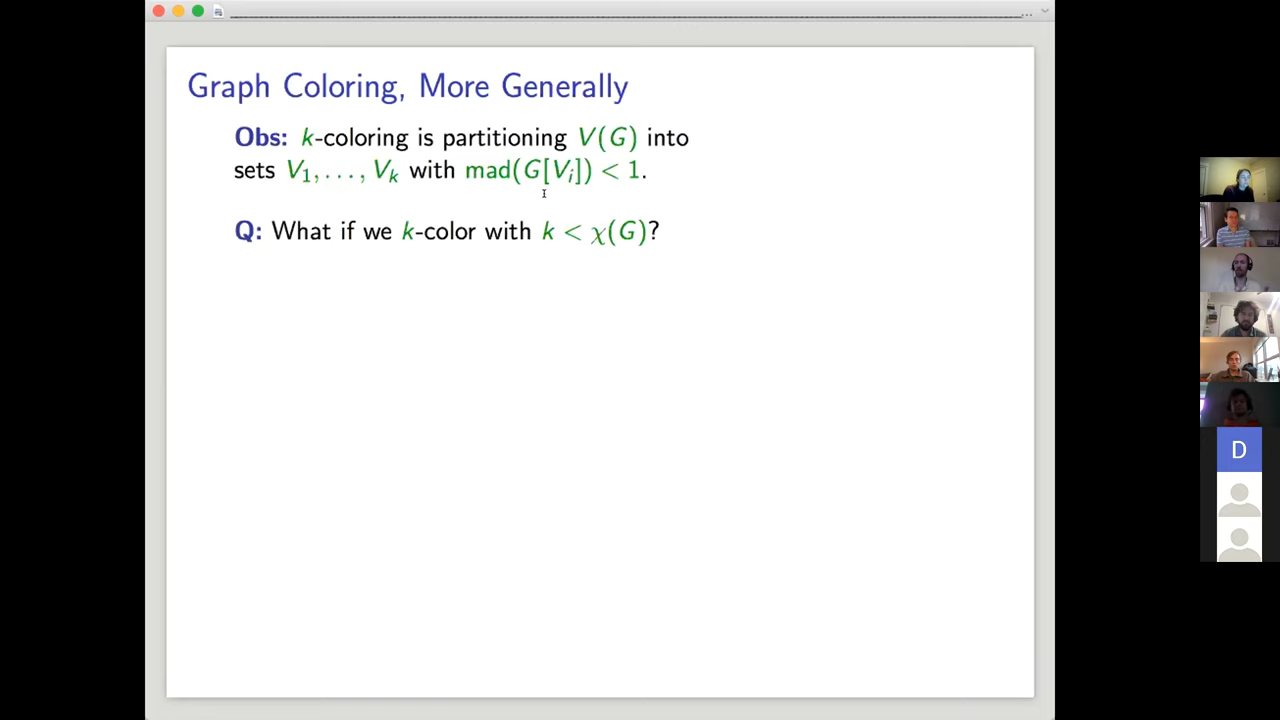 Graph Coloring, More Generally
Obs: k-coloring is partitioning V(G) into
sets V₁, . . . , Vₖ with mad(G[Vᵢ]) < 1.
Q: What if we k-color with k < χ(G)?
D